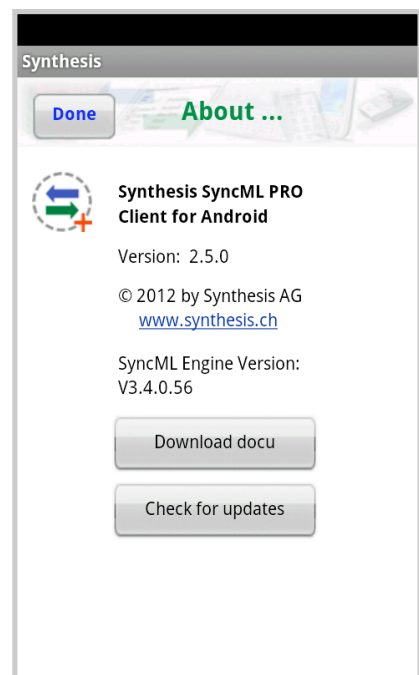 Synthesis
Done
About ...
Synthesis SyncML PRO
Client for Android
Version: 2.5.0
© 2012 by Synthesis AG
www.synthesis.ch
SyncML Engine Version:
V3.4.0.56
Download docu
Check for updates